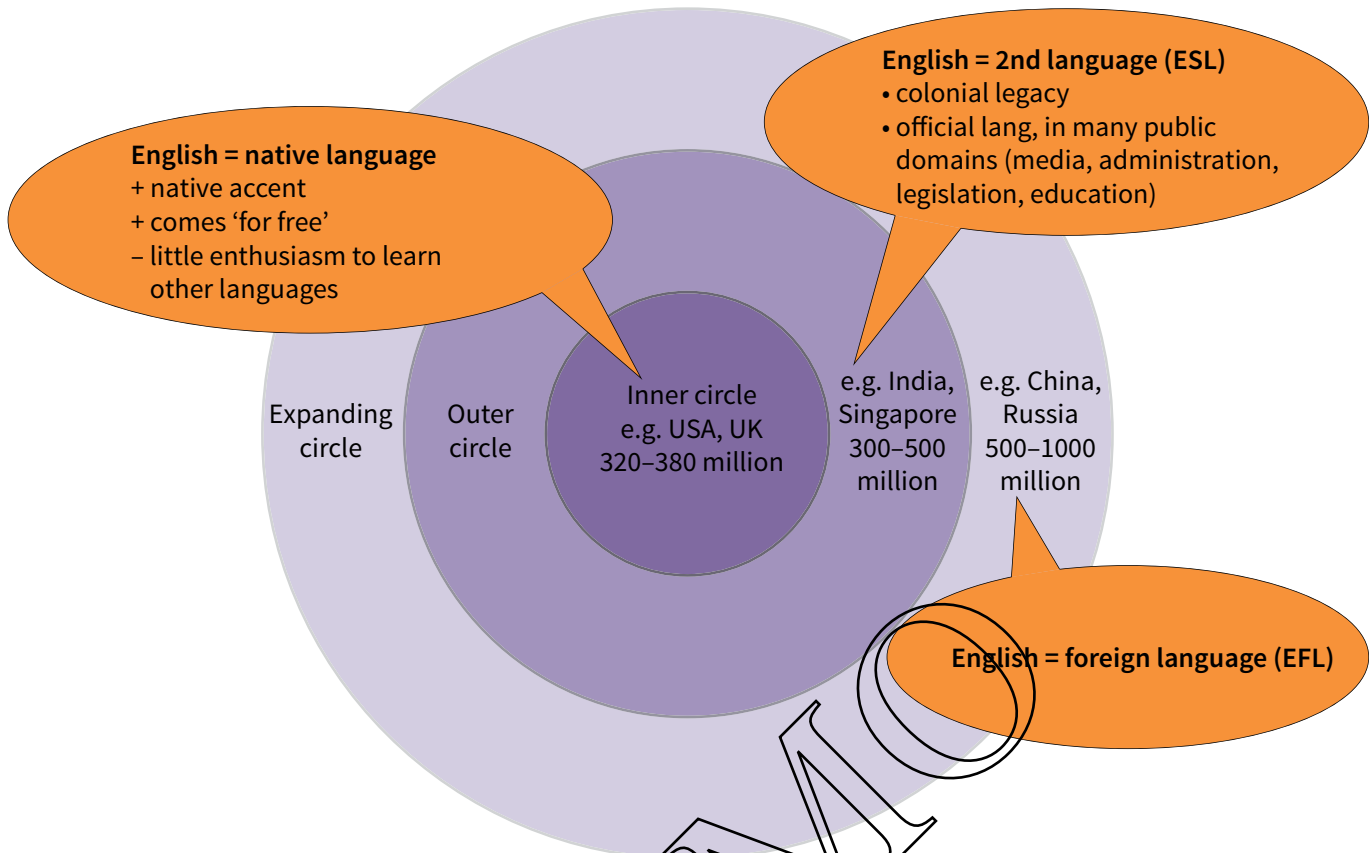 English = 2nd language (ESL)
• colonial legacy
• official lang, in many public
domains (media, administration,
legislation, education)
English = native language
+ native accent
+ comes ‘for free’
– little enthusiasm to learn
other languages
Expanding
circle
Outer
circle
Inner circle
e.g. USA, UK
320–380 million
e.g. India,
Singapore
300–500
million
e.g. China,
Russia
500–1000
million
English = foreign language (EFL)